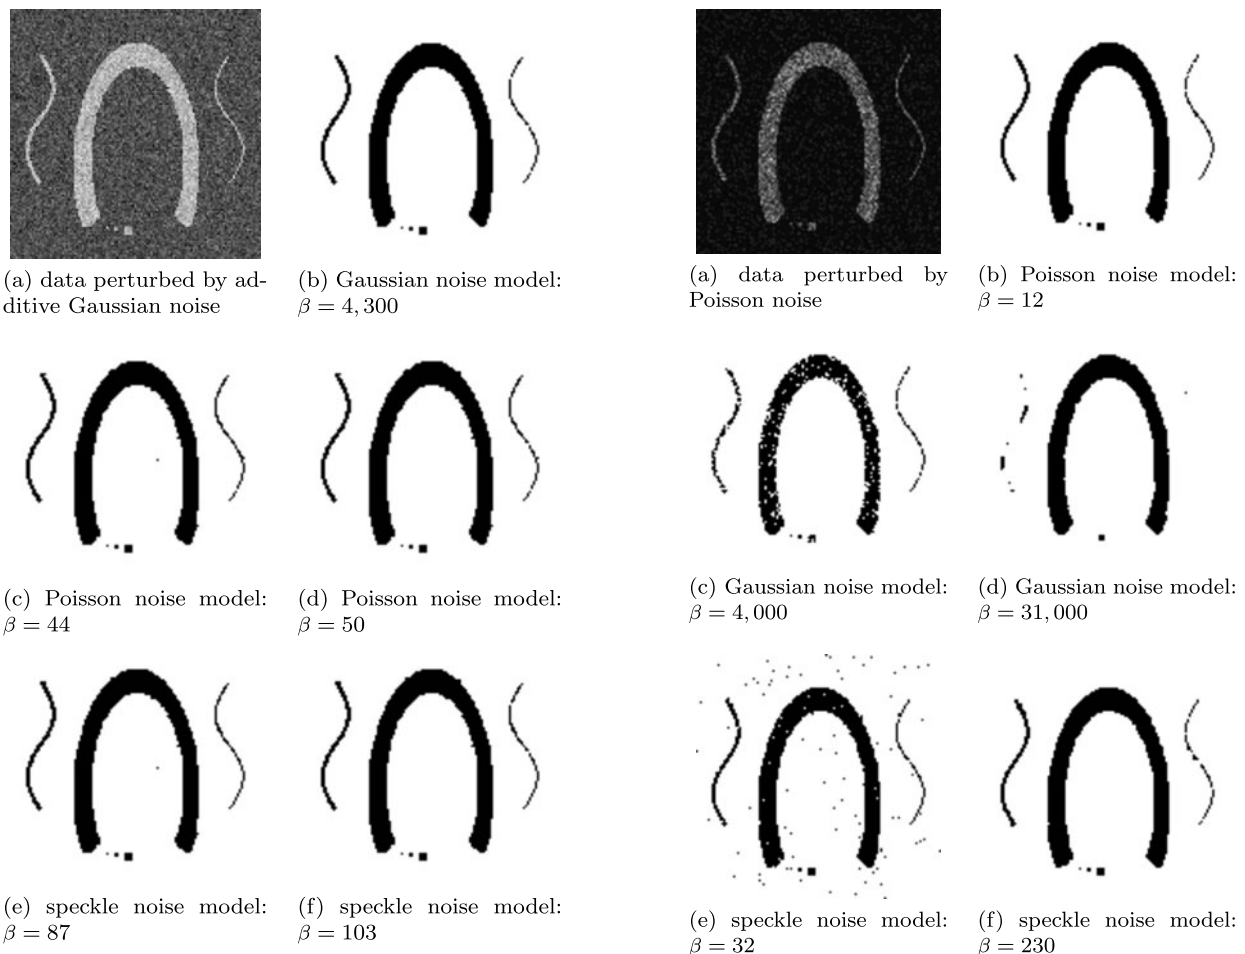 (a) data perturbed by ad-
ditive Gaussian noise
(b) Gaussian noise model:
β = 4, 300
(c) Poisson noise model:
β = 44
(d) Poisson noise model:
β = 50
(e) speckle noise model:
β = 87
(f) speckle noise model:
β = 103
(a) data perturbed by
Poisson noise
(b) Poisson noise model:
β = 12
(c) Gaussian noise model:
β = 4, 000
(d) Gaussian noise model:
β = 31, 000
(e) speckle noise model:
β = 32
(f) speckle noise model:
β = 230